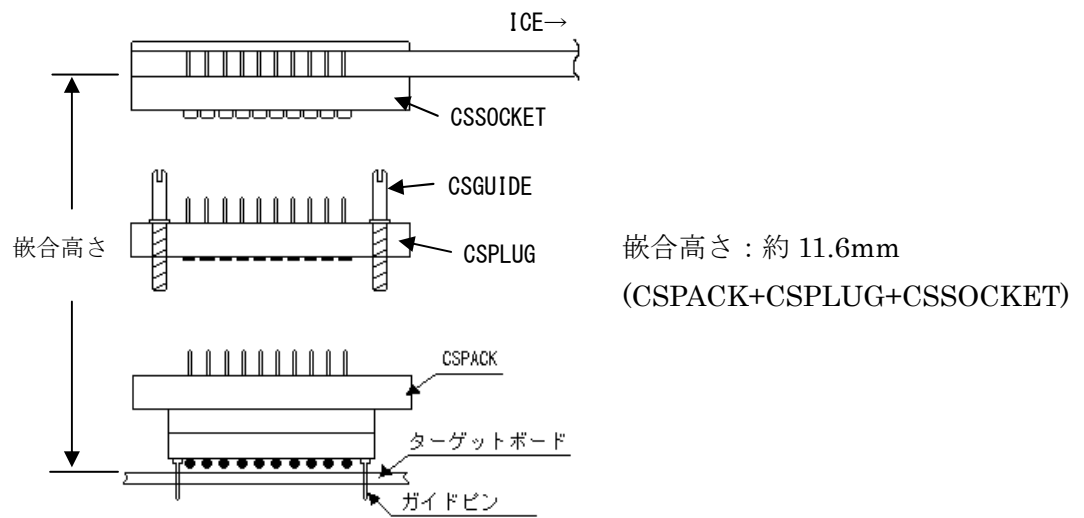 ICE→
CSSOCKET
CSGUIDE
CSPLUG
嵌合高さ
嵌合高さ：約 11.6mm
(CSPACK+CSPLUG+CSSOCKET)
CSPACK
ターゲットボード
ガイドピン